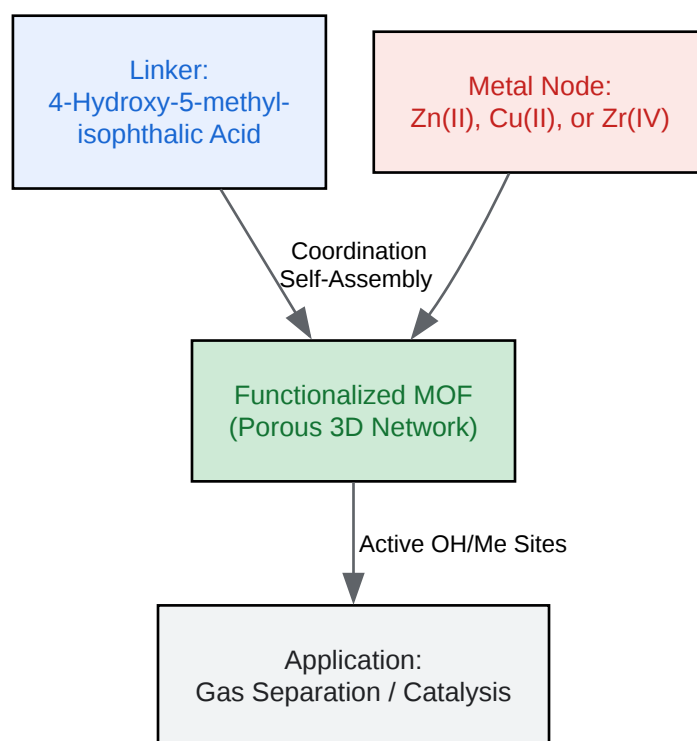 Linker:
4-Hydroxy-5-methyl-
isophthalic Acid
Metal Node:
Zn(II), Cu(II), or Zr(IV)
Coordination
Self-Assembly
Functionalized MOF
(Porous 3D Network)
Active OH/Me Sites
Application:
Gas Separation / Catalysis